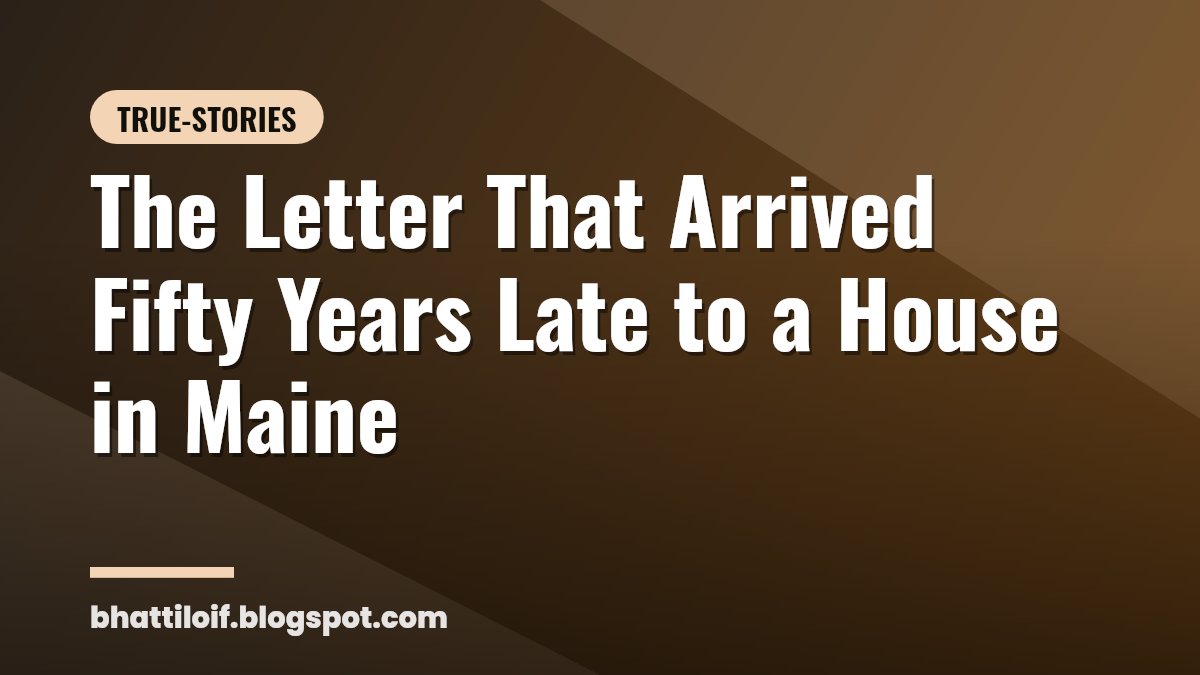 TRUE-STORIES
The Letter That Arrived
Fifty Years Late to a House
in Maine
bhattiloif.blogspot.com